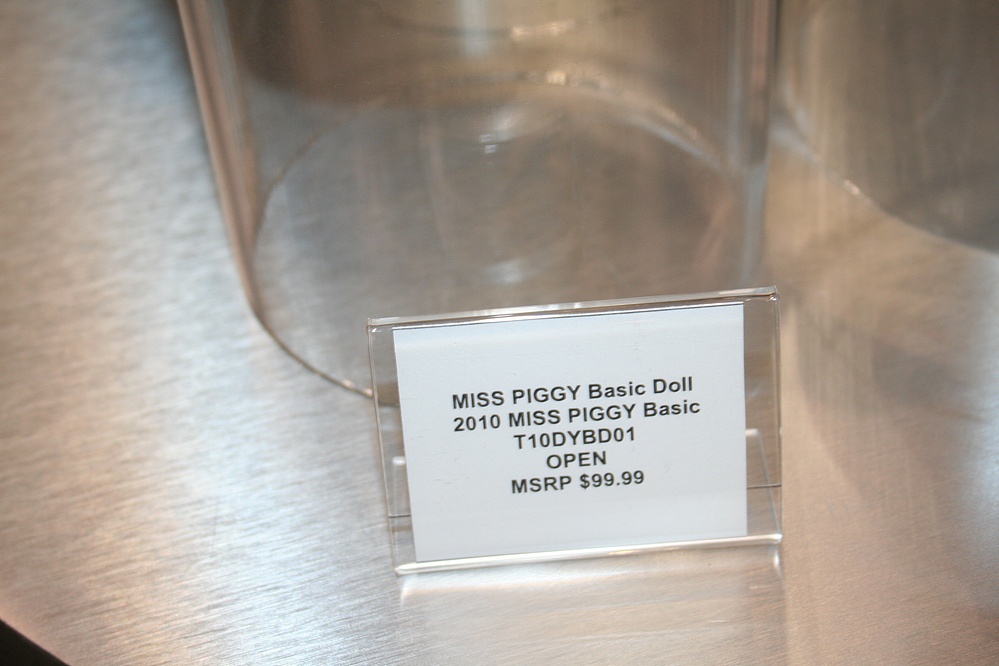 MISS PIGGY Basic Doll
2010 MISS PIGGY Basic
T10DYBD01
OPEN
MSRP $99.99